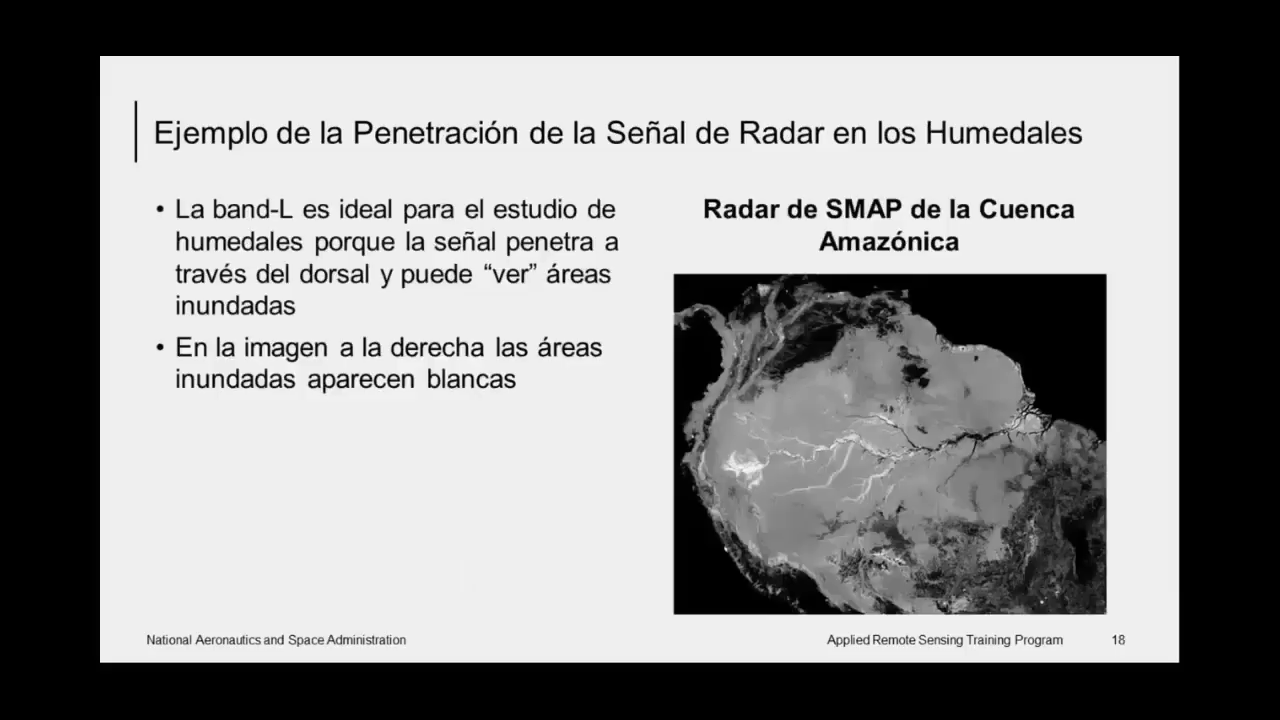 Ejemplo de la Penetración de la Señal de Radar en los Humedales
• La band-L es ideal para el estudio de
humedales porque la señal penetra a
través del dorsal y puede “ver” áreas
inundadas
• En la imagen a la derecha las áreas
inundadas aparecen blancas
Radar de SMAP de la Cuenca
Amazónica
National Aeronautics and Space Administration
Applied Remote Sensing Training Program
18